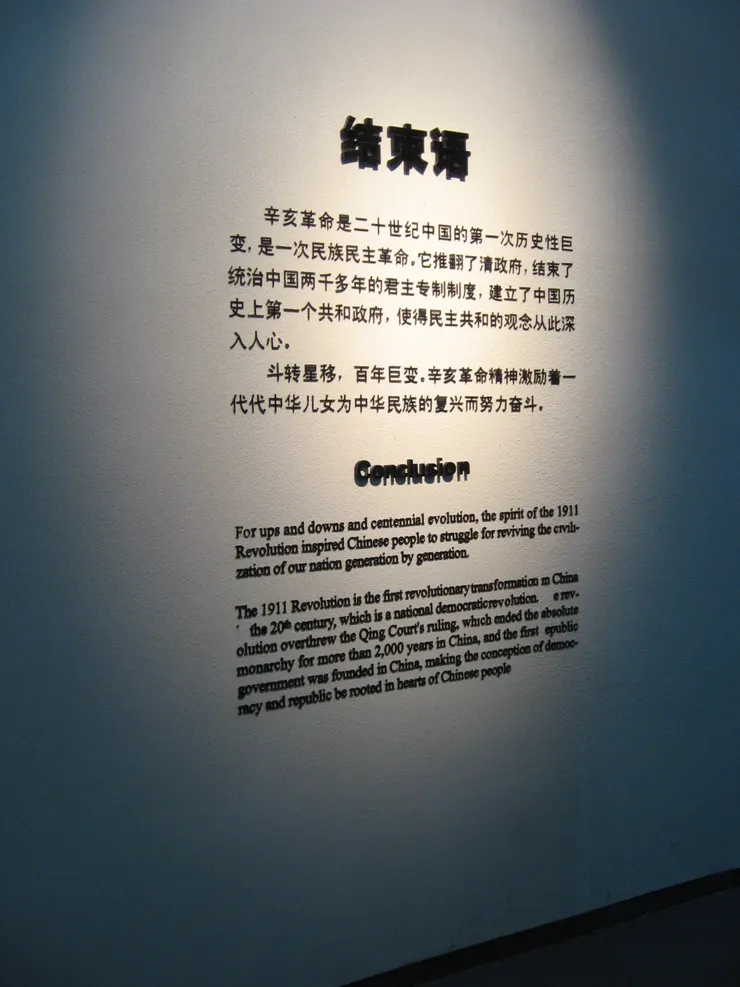 结束语
辛亥革命是二十世纪中国的第一次历史性巨
变,是一次民族民主革命。它推翻了清政府,结束了
统治中国两千多年的君主专制制度,建立了中国历
史上第一个共和政府,使得民主共和的观念从此深
入人心。
斗转星移,百年巨变。辛亥革命精神激励着一
代代中华儿女为中华民族的复兴而努力奋斗。
Conclusion
For ups and downs and centennial evolution, the spirit of the 1911
Revolution inspired Chinese people to struggle for reviving the civili-
zation of our nation generation by generation.
The 1911 Revolution is the first revolutionary transformation in China
the 20th century, which is a national democratic revolution. e rev-
olution overthrew the Qing Court's ruling, which ended the absolute
monarchy for more than 2,000 years in China, and the first epublic
government was founded in China, making the conception of democ-
racy and republic be rooted in hearts of Chinese people